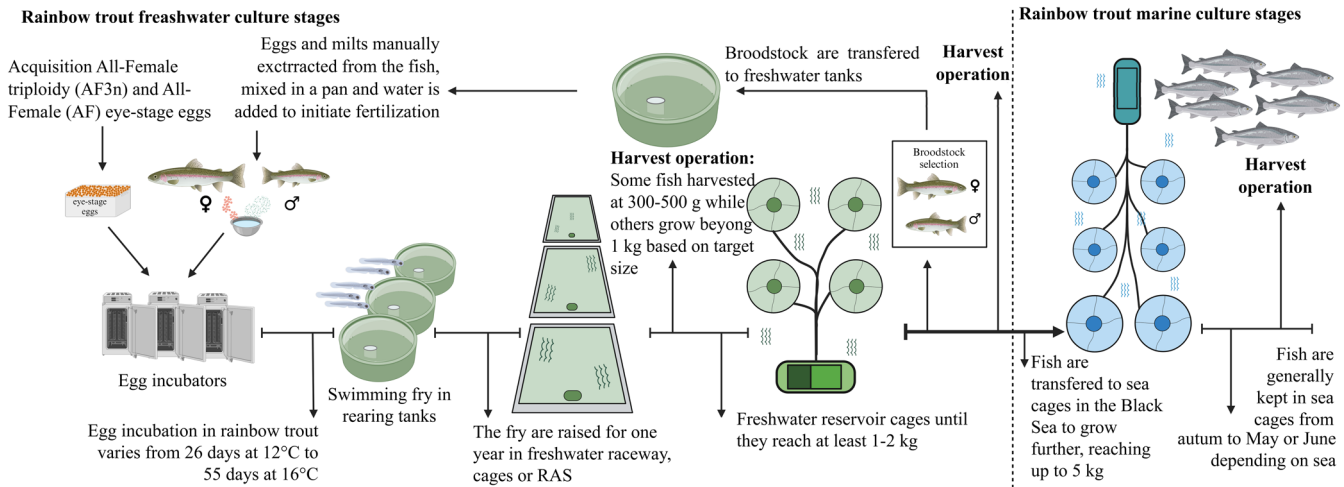 Rainbow trout freashwater culture stages
Acquisition All-Female
triploidy (AF3n) and All-
Female (AF) eye-stage eggs
Eggs and milts manually
exctrracted from the fish,
mixed in a pan and water is
added to initiate fertilization
eye-stage
eggs
♀
♂
Egg incubators
Egg incubation in rainbow trout
varies from 26 days at 12°C to
55 days at 16°C
Swimming fry in
rearing tanks
The fry are raised for one
year in freshwater raceway,
cages or RAS
Harvest operation:
Some fish harvested
at 300-500 g while
others grow beyong
1 kg based on target
size
Freshwater reservoir cages until
they reach at least 1-2 kg
Broodstock are transfered
to freshwater tanks
Broodstock
selection
♀
♂
Harvest
operation
Rainbow trout marine culture stages
Harvest
operation
Fish are
transfered to sea
cages in the Black
Sea to grow
further, reaching
up to 5 kg
Fish are
generally
kept in sea
cages from
autum to May or June
depending on sea